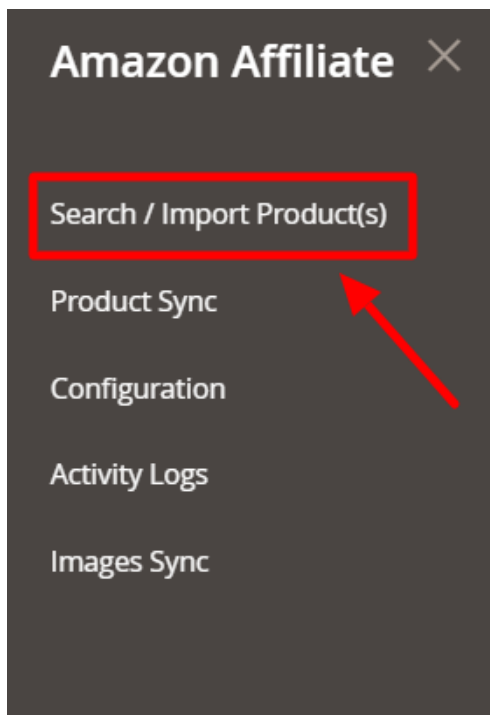 Amazon Affiliate
Search / Import Product(s)
Product Sync
Configuration
Activity Logs
Images Sync